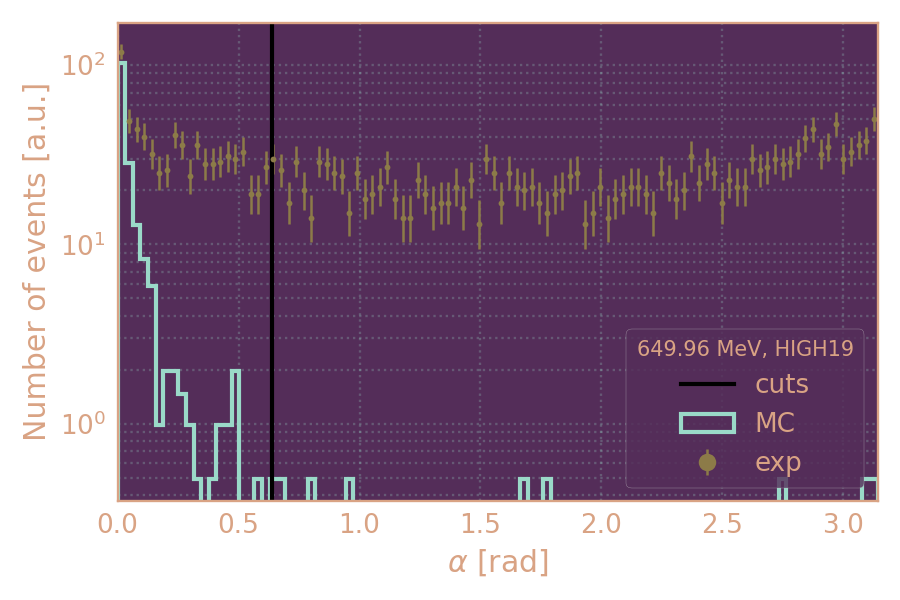 Number of events [a.u.]
10²
10¹
10⁰
649.96 MeV, HIGH19
cuts
MC
exp
0.0 0.5 1.0 1.5 2.0 2.5 3.0
α [rad]